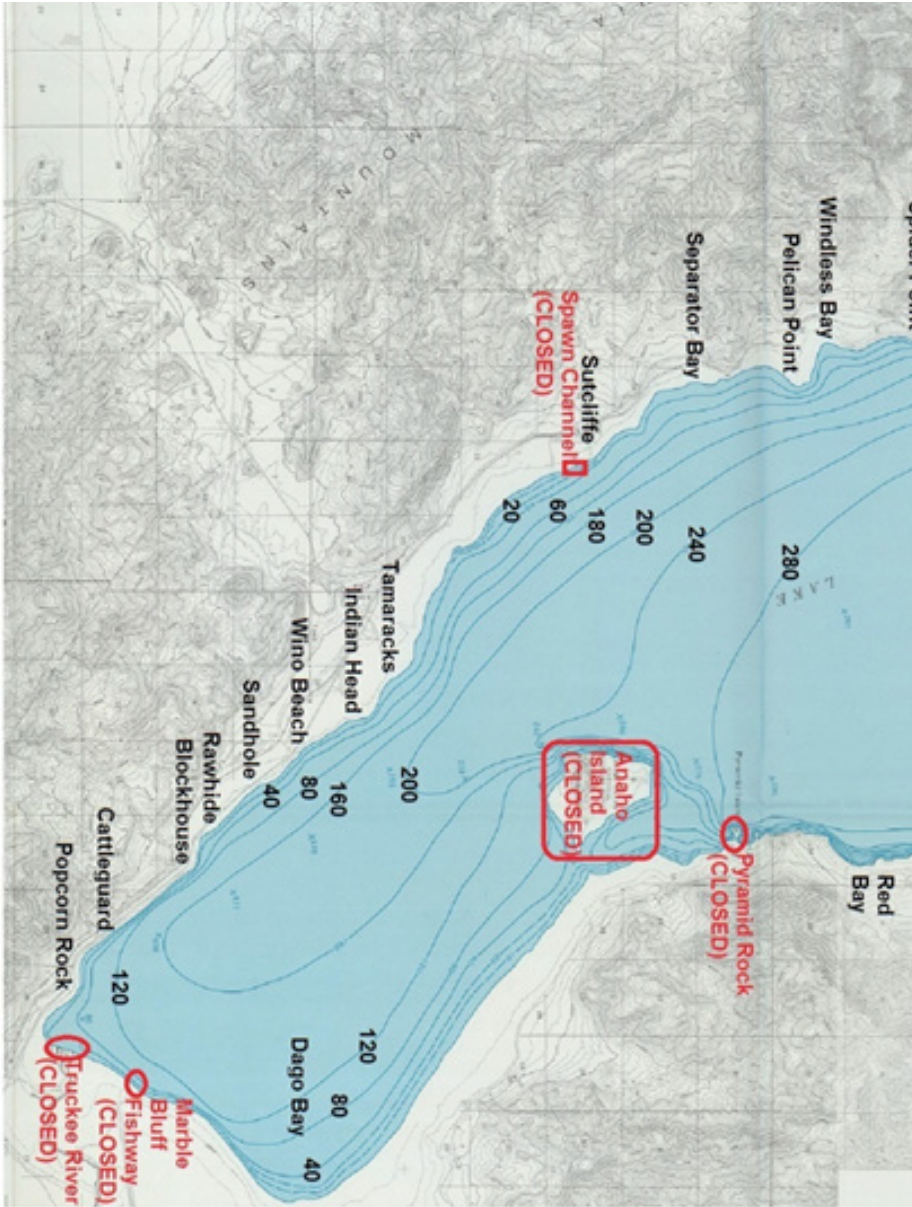 Red
Bay
Windless Bay
LAKE
Pelican Point
280
Pyramid Rock
(CLOSED)
Separator Bay
240
200
Anaho
Island
(CLOSED)
180
Sutcliffe
60
Spawn Channel
(CLOSED)
20
MOUNTAINS
200
Tamaracks
120
Indian Head
160
80
Wino Beach
80
Dago Bay
40
40
Sandhole
Rawhide
Blockhouse
Marble
Bluff
Fishway
(CLOSED)
120
Cattleguard
Popcorn Rock
Truckee River
(CLOSED)